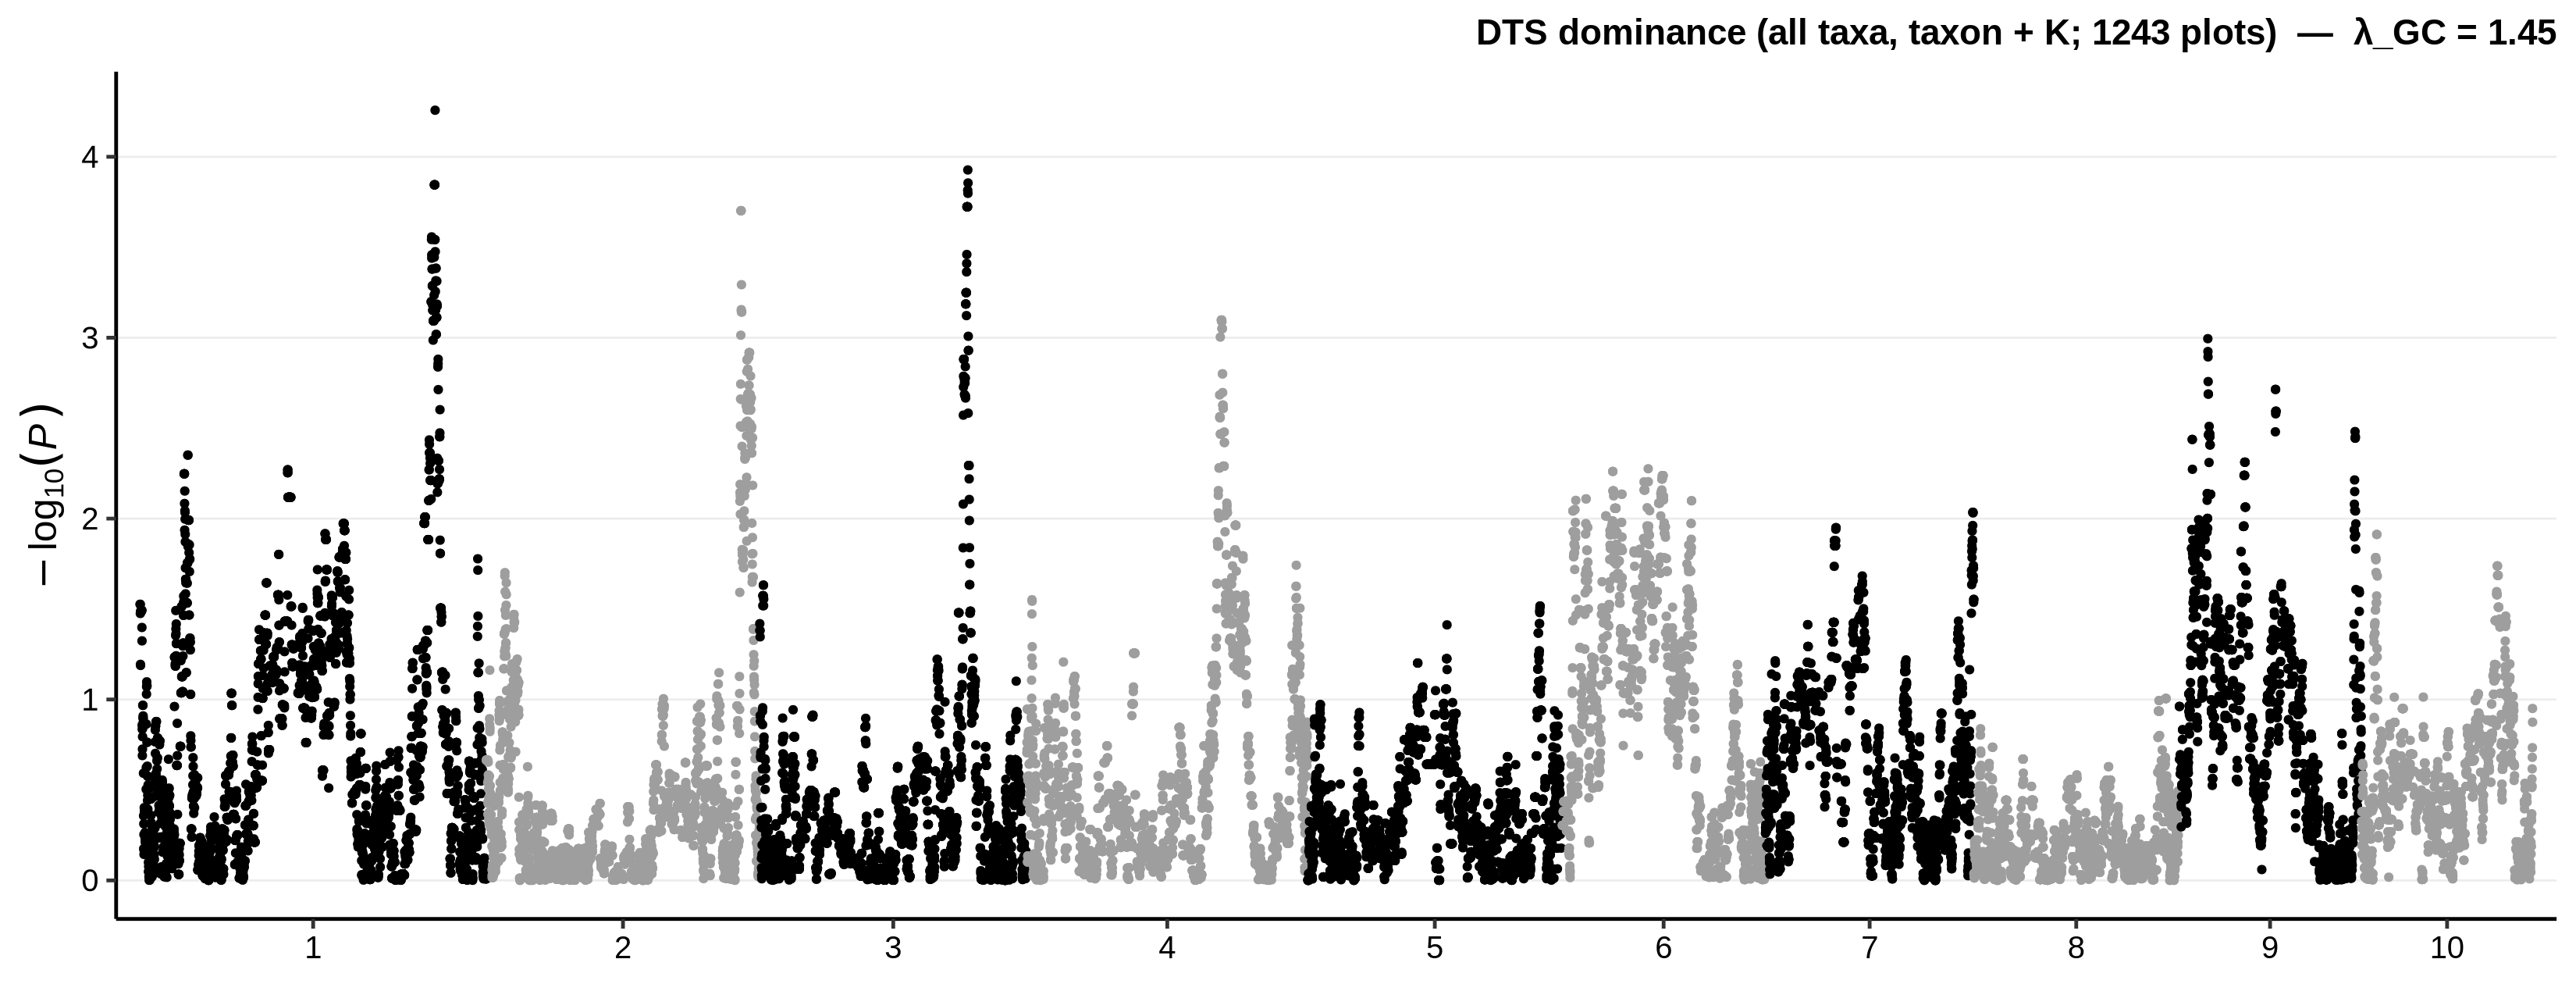 DTS dominance (all taxa, taxon + K; 1243 plots) — λ_GC = 1.45
− log₁₀(P)
4
3
2
1
0
1 2 3 4 5 6 7 8 9 10